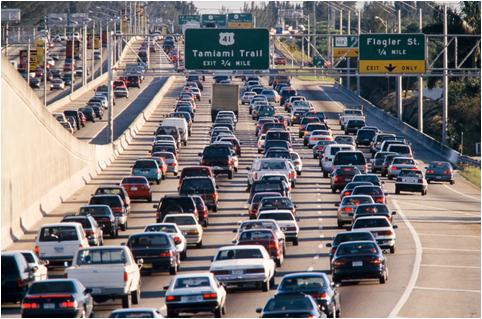 41
Tamiami Trail
EXIT 3/4 MILE
Flagler St.
1/4 MILE
EXIT ONLY